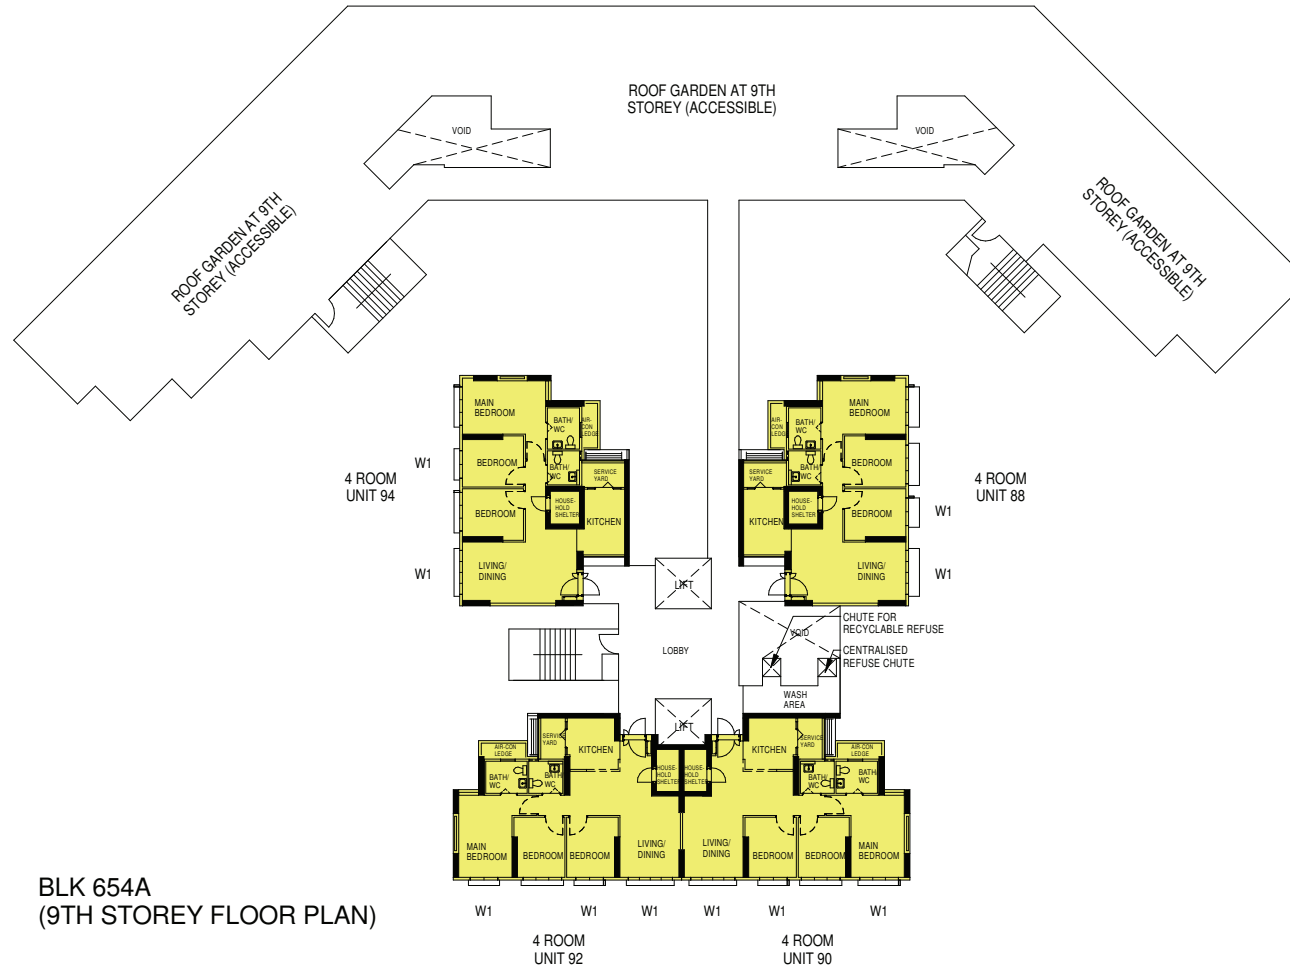 ROOF GARDEN AT 9TH
STOREY (ACCESSIBLE)
VOID
VOID
ROOF GARDEN AT 9TH
STOREY (ACCESSIBLE)
ROOF GARDEN AT 9TH
STOREY (ACCESSIBLE)
MAIN
BEDROOM
BATH/
WC
AIR-
CON
LEDGE
W1
BEDROOM
BATH/
WC
SERVICE
YARD
4 ROOM
UNIT 94
BEDROOM
HOUSE-
HOLD
SHELTER
KITCHEN
W1
LIVING/
DINING
MAIN
BEDROOM
AIR-
CON
LEDGE
BATH/
WC
SERVICE
YARD
BATH/
WC
BEDROOM
4 ROOM
UNIT 88
KITCHEN
HOUSE-
HOLD
SHELTER
BEDROOM
W1
LIVING/
DINING
W1
LIFT
CHUTE FOR
RECYCLABLE REFUSE
VOID
LOBBY
CENTRALISED
REFUSE CHUTE
WASH
AREA
LIFT
AIR-CON
LEDGE
SERVICE
YARD
KITCHEN
BATH/
WC
BATH/
WC
HOUSE-
HOLD
SHELTER
MAIN
BEDROOM
BEDROOM
BEDROOM
LIVING/
DINING
HOUSE-
HOLD
SHELTER
KITCHEN
SERVICE
YARD
AIR-CON
LEDGE
BATH/
WC
BATH/
WC
LIVING/
DINING
BEDROOM
BEDROOM
MAIN
BEDROOM
BLK 654A
(9TH STOREY FLOOR PLAN)
W1
W1
W1
W1
W1
W1
4 ROOM
UNIT 92
4 ROOM
UNIT 90